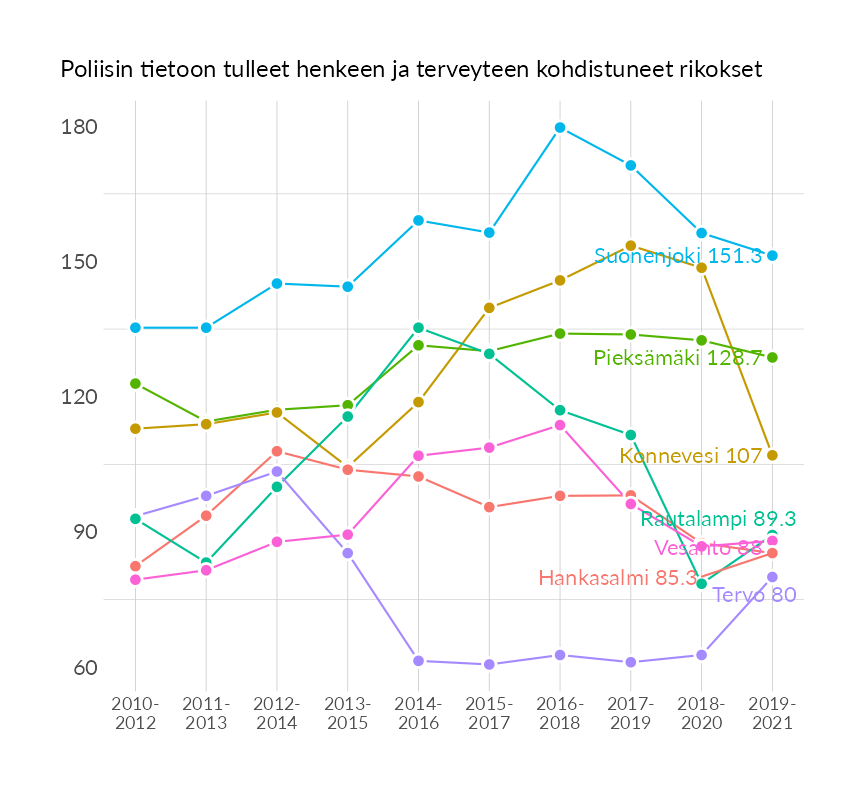 Poliisin tietoon tulleet henkeen ja terveyteen kohdistuneet rikokset
180
150
120
90
60
Suonenjoki 151.3
Pieksämäki 128.7
Konnevesi 107
Rautalampi 89.3
Vesanto 88
Hankasalmi 85.3
Tervo 80
2010-2012
2011-2013
2012-2014
2013-2015
2014-2016
2015-2017
2016-2018
2017-2019
2018-2020
2019-2021